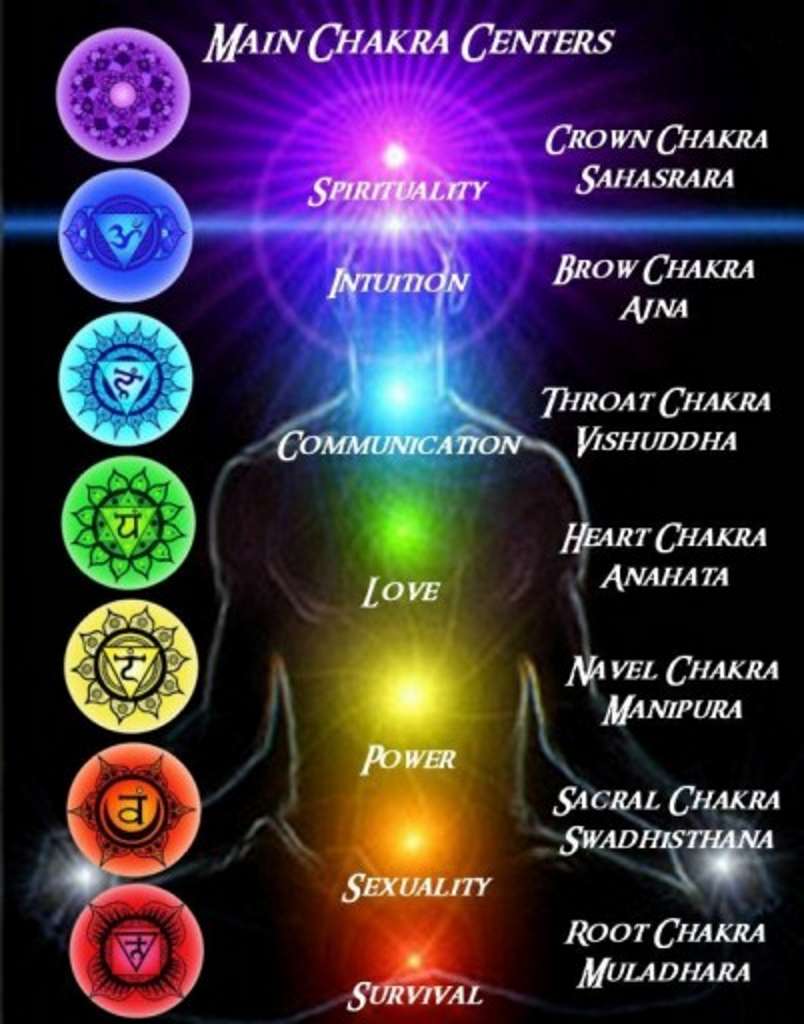 MAIN CHAKRA CENTERS
CROWN CHAKRA
SAHASRARA
SPIRITUALITY
ॐ
BROW CHAKRA
AJNA
INTUITION
THROAT CHAKRA
VISHUDDHA
COMMUNICATION
यं
HEART CHAKRA
ANAHATA
LOVE
रं
NAVEL CHAKRA
MANIPURA
POWER
वं
SACRAL CHAKRA
SWADHISTHANA
SEXUALITY
ROOT CHAKRA
MULADHARA
SURVIVAL